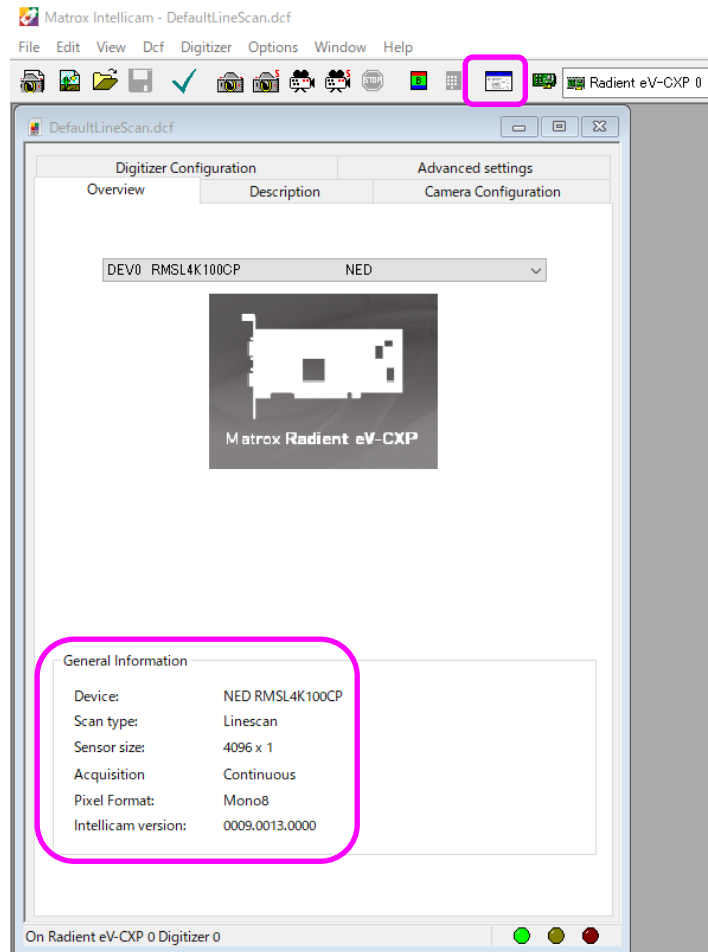 Matrox Intellicam - DefaultLineScan.dcf
File Edit View Dcf Digitizer Options Window Help
STOP B Radient eV-CXP 0
DefaultLineScan.dcf
Digitizer Configuration Advanced settings
Overview Description Camera Configuration
DEV0 RMSL4K100CP NED
Matrox Radient eV-CXP
General Information
Device: NED RMSL4K100CP
Scan type: Linescan
Sensor size: 4096 x 1
Acquisition Continuous
Pixel Format: Mono8
Intellicam version: 0009.0013.0000
On Radient eV-CXP 0 Digitizer 0